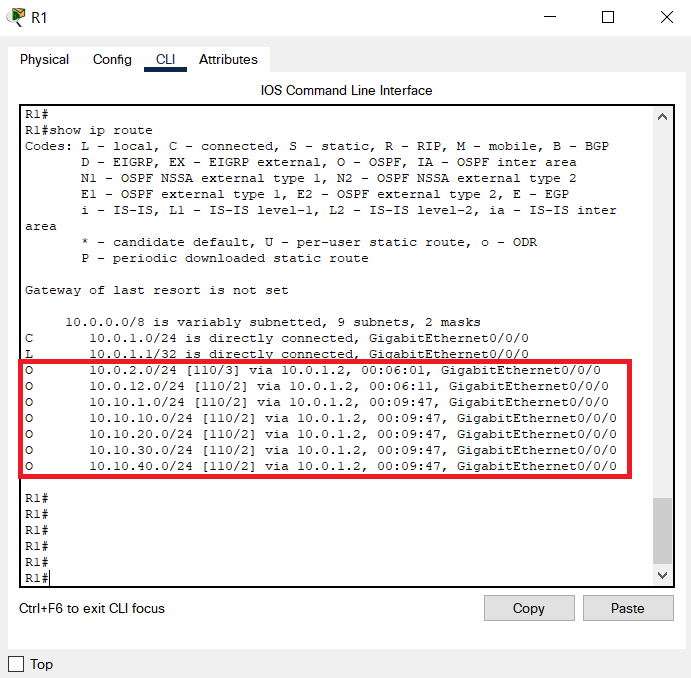 R1
Physical Config CLI Attributes
IOS Command Line Interface
R1#
R1#show ip route
Codes: L - local, C - connected, S - static, R - RIP, M - mobile, B - BGP
D - EIGRP, EX - EIGRP external, O - OSPF, IA - OSPF inter area
N1 - OSPF NSSA external type 1, N2 - OSPF NSSA external type 2
E1 - OSPF external type 1, E2 - OSPF external type 2, E - EGP
i - IS-IS, L1 - IS-IS level-1, L2 - IS-IS level-2, ia - IS-IS inter
area
* - candidate default, U - per-user static route, o - ODR
P - periodic downloaded static route
Gateway of last resort is not set
10.0.0.0/8 is variably subnetted, 9 subnets, 2 masks
C 10.0.1.0/24 is directly connected, GigabitEthernet0/0/0
L 10.0.1.1/32 is directly connected, GigabitEthernet0/0/0
O 10.0.2.0/24 [110/3] via 10.0.1.2, 00:06:01, GigabitEthernet0/0/0
O 10.0.12.0/24 [110/2] via 10.0.1.2, 00:06:11, GigabitEthernet0/0/0
O 10.10.1.0/24 [110/2] via 10.0.1.2, 00:09:47, GigabitEthernet0/0/0
O 10.10.10.0/24 [110/2] via 10.0.1.2, 00:09:47, GigabitEthernet0/0/0
O 10.10.20.0/24 [110/2] via 10.0.1.2, 00:09:47, GigabitEthernet0/0/0
O 10.10.30.0/24 [110/2] via 10.0.1.2, 00:09:47, GigabitEthernet0/0/0
O 10.10.40.0/24 [110/2] via 10.0.1.2, 00:09:47, GigabitEthernet0/0/0
R1#
R1#
R1#
R1#
R1#
R1#
Ctrl+F6 to exit CLI focus
Copy Paste
Top